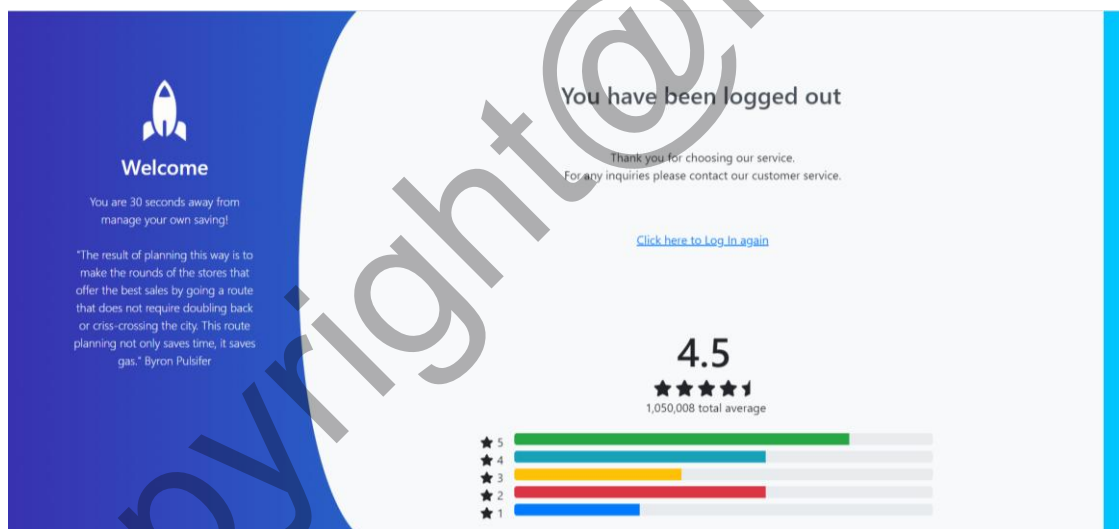 Welcome
You are 30 seconds away from
manage your own saving!
"The result of planning this way is to
make the rounds of the stores that
offer the best sales by going a route
that does not require doubling back
or criss-crossing the city. This route
planning not only saves time, it saves
gas." Byron Pulsifer
You have been logged out
Thank you for choosing our service.
For any inquiries please contact our customer service.
Click here to Log In again
4.5
1,050,008 total average
5
4
3
2
1
pyright@